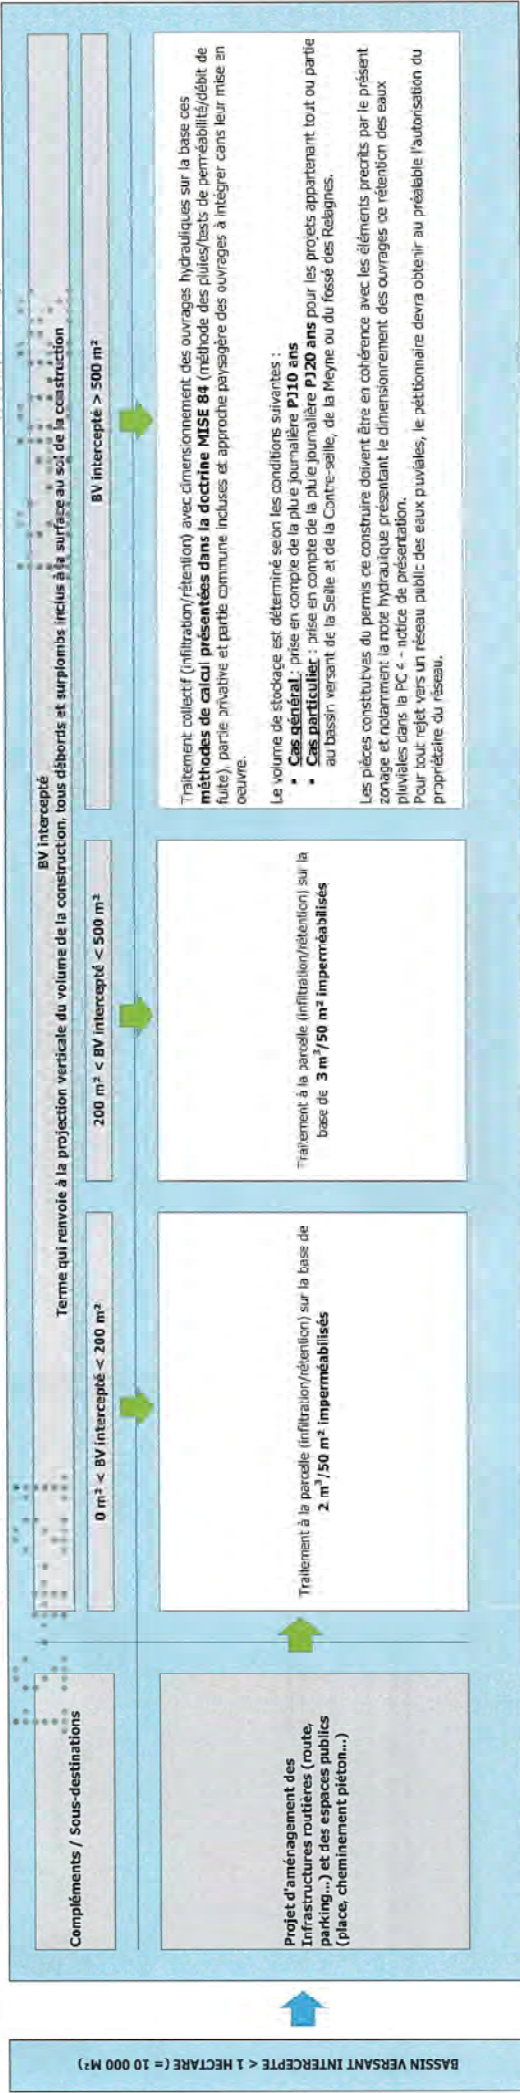 BASSIN VERSANT INTERCEPTE < 1 HECTARE (= 10 000 M²)
Compléments / Sous-destinations
BV intercepté
Terme qui renvoie à la projection verticale du volume de la construction, tous débords et surplombs inclus à la surface au sol de la construction
0 m² < BV intercepté < 200 m²
200 m² < BV intercepté < 500 m²
BV intercepté > 500 m²
Projet d'aménagement des
Infrastructures routières (route,
parking...) et des espaces publics
(place, cheminement piéton...)
Traitement à la parcelle (infiltration/rétention) sur la base de
2 m³/50 m² imperméabilisés
Traitement à la parcelle (infiltration/rétention) sur la
base de 3 m³/50 m² imperméabilisés
Traitement collectif (infiltration/rétention) avec dimensionnement des ouvrages hydrauliques sur la base des
méthodes de calcul présentées dans la doctrine MISE 84 (méthode des pluies/tests de perméabilité/débit de
fuite), partie privative et partie commune incluses et approche paysagère des ouvrages à intégrer dans leur mise en
oeuvre.
Le volume de stockage est déterminé selon les conditions suivantes :
• Cas général : prise en compte de la pluie journalière PJ10 ans
• Cas particulier : prise en compte de la pluie journalière PJ20 ans pour les projets appartenant tout ou partie
au bassin versant de la Seille et de la Contre-seille, de la Meyne ou du fossé des Relagnes.
Les pièces constitutives du permis de construire doivent être en cohérence avec les éléments prescrits par le présent
zonage et notamment la note hydraulique présentant le dimensionnement des ouvrages de rétention des eaux
pluviales dans la PC 4 - notice de présentation.
Pour tout rejet vers un réseau public des eaux pluviales, le pétitionnaire devra obtenir au préalable l'autorisation du
propriétaire du réseau.